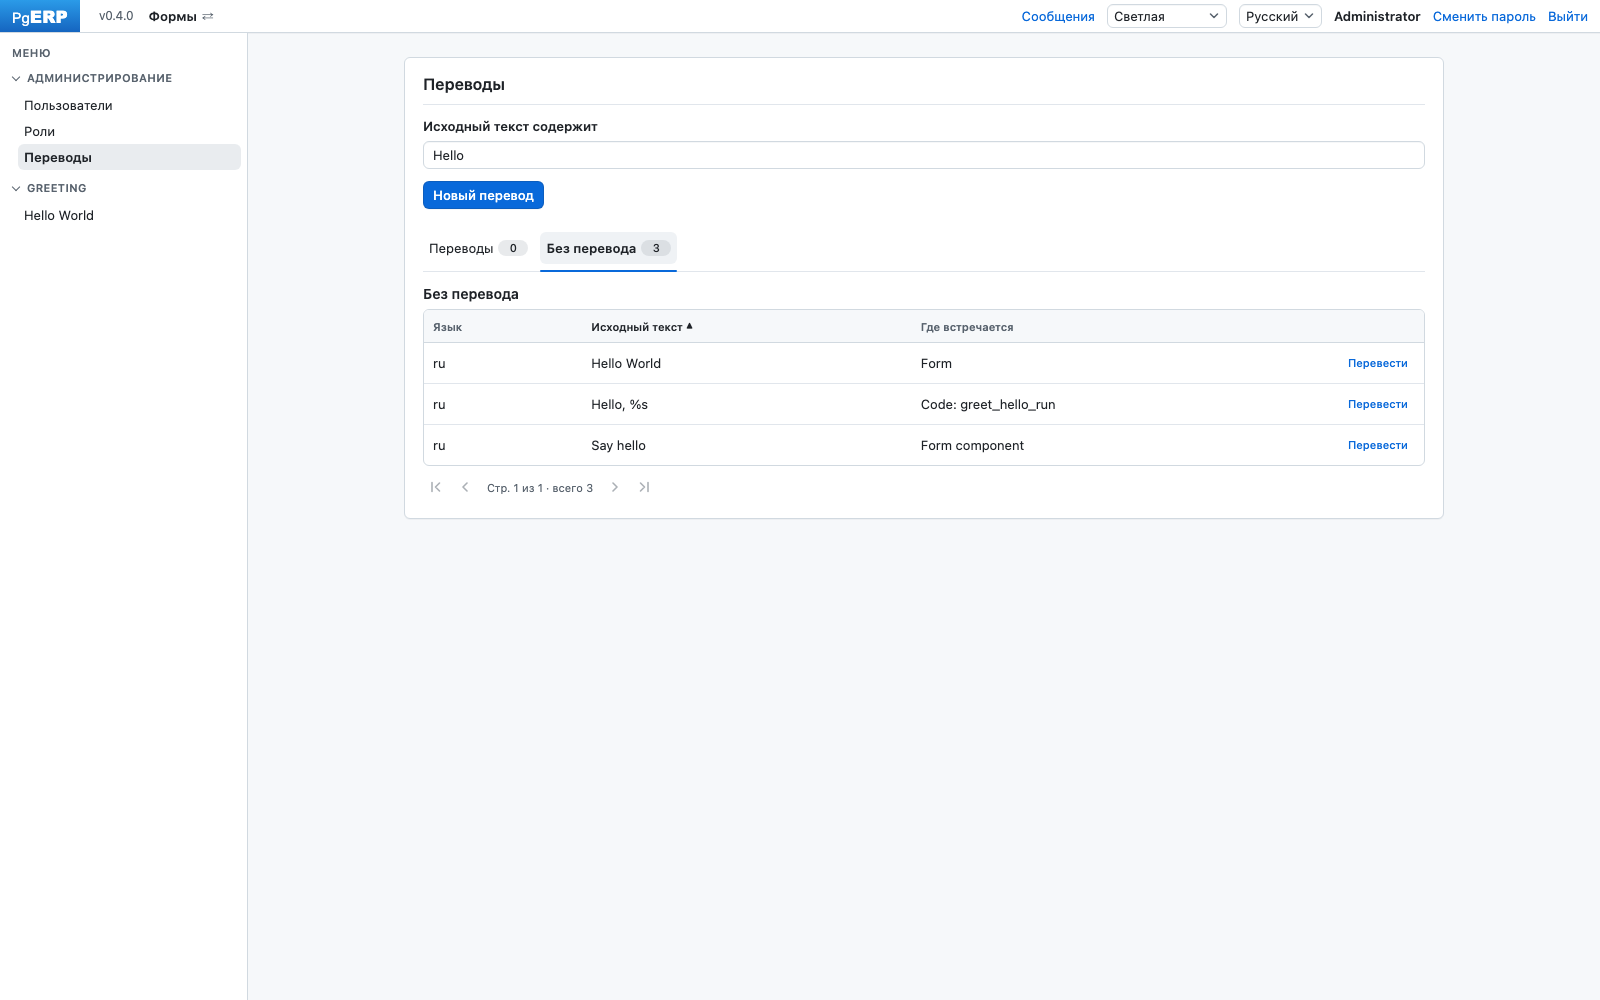 PgERP v0.4.0 Формы ⇄ Сообщения Светлая Русский Administrator Сменить пароль Выйти
МЕНЮ
АДМИНИСТРИРОВАНИЕ
Пользователи
Роли
Переводы
GREETING
Hello World
Переводы
Исходный текст содержит
Hello
Новый перевод
Переводы 0 Без перевода 3
Без перевода
Язык Исходный текст ▲ Где встречается
ru Hello World Form Перевести
ru Hello, %s Code: greet_hello_run Перевести
ru Say hello Form component Перевести
Стр. 1 из 1 · всего 3